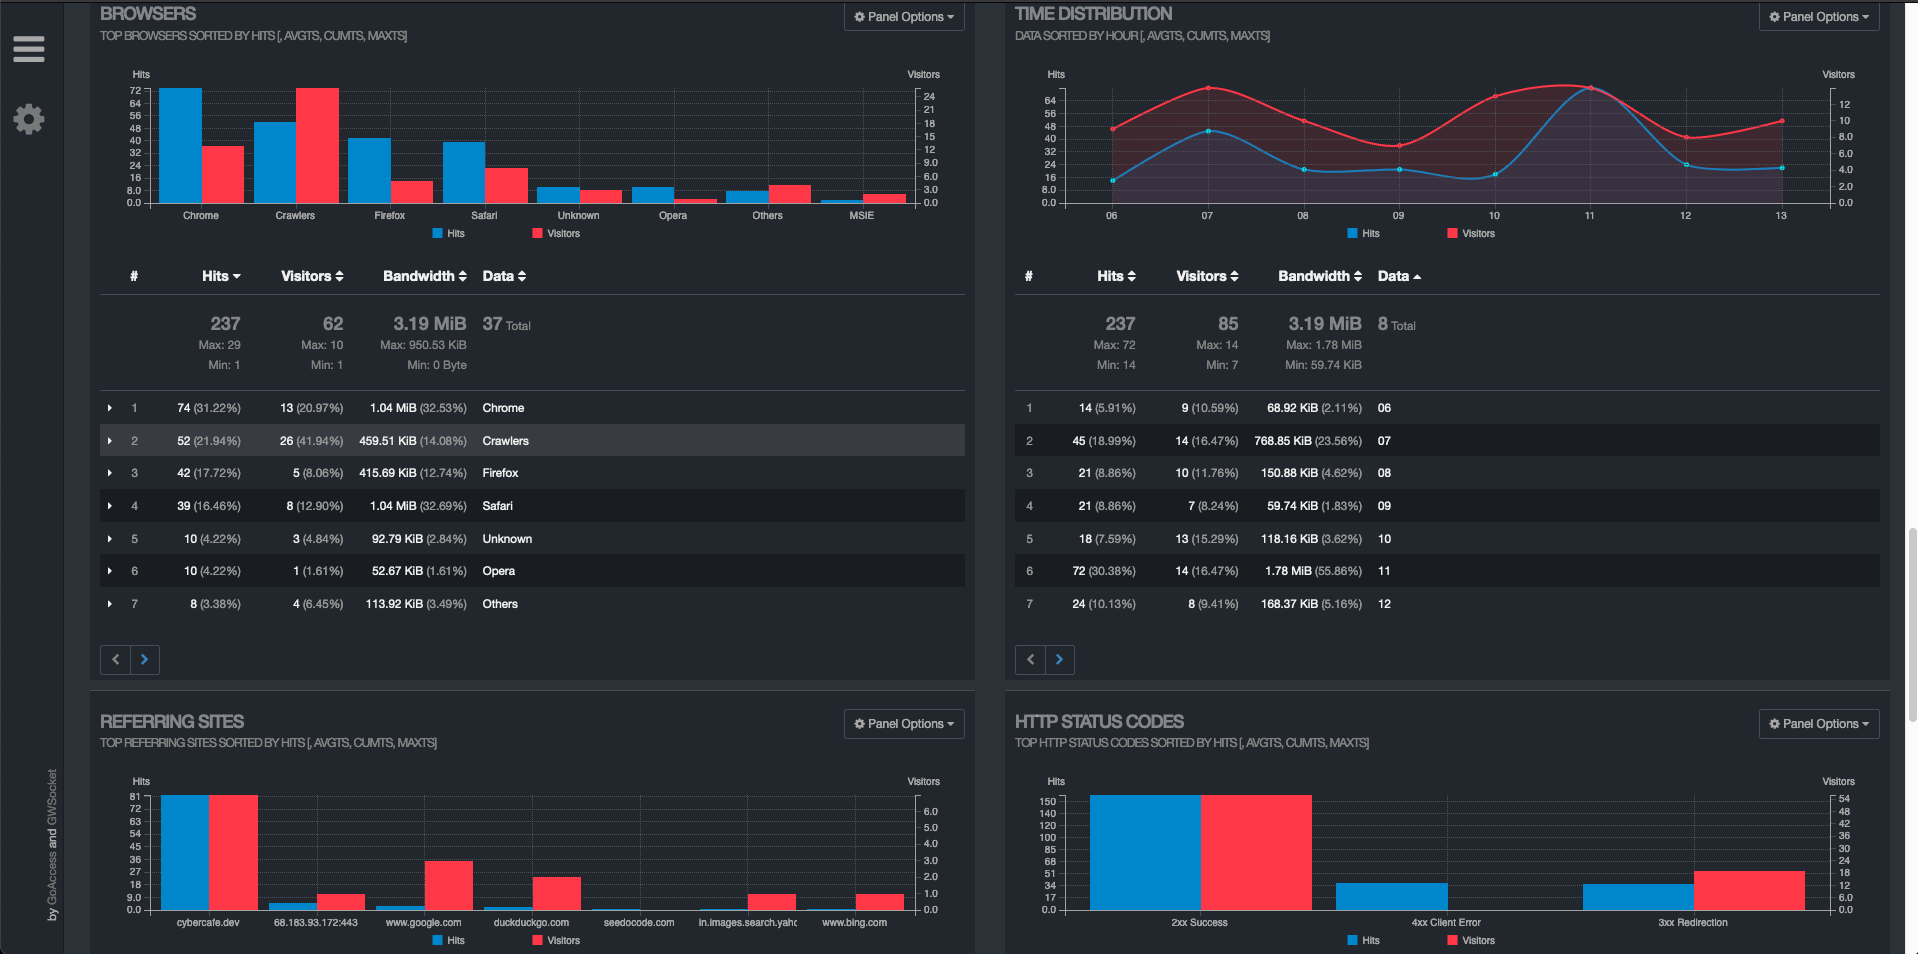 BROWSERS
Panel Options
TOP BROWSERS SORTED BY HITS [, AVGTS, CUMTS, MAXTS]
Hits Visitors
72
64
56
48
40
32
24
16
8.0
0.0
24
21
18
15
12
9.0
6.0
3.0
0.0
Chrome Crawlers Firefox Safari Unknown Opera Others MSIE
Hits Visitors
# Hits Visitors Bandwidth Data
237 62 3.19 MiB 37 Total
Max: 29 Max: 10 Max: 950.53 KiB
Min: 1 Min: 1 Min: 0 Byte
1 74 (31.22%) 13 (20.97%) 1.04 MiB (32.53%) Chrome
2 52 (21.94%) 26 (41.94%) 459.51 KiB (14.08%) Crawlers
3 42 (17.72%) 5 (8.06%) 415.69 KiB (12.74%) Firefox
4 39 (16.46%) 8 (12.90%) 1.04 MiB (32.69%) Safari
5 10 (4.22%) 3 (4.84%) 92.79 KiB (2.84%) Unknown
6 10 (4.22%) 1 (1.61%) 52.67 KiB (1.61%) Opera
7 8 (3.38%) 4 (6.45%) 113.92 KiB (3.49%) Others
TIME DISTRIBUTION
Panel Options
DATA SORTED BY HOUR [, AVGTS, CUMTS, MAXTS]
Hits Visitors
64
56
48
40
32
24
16
8.0
0.0
12
10
8.0
6.0
4.0
2.0
0.0
06 07 08 09 10 11 12 13
Hits Visitors
# Hits Visitors Bandwidth Data
237 85 3.19 MiB 8 Total
Max: 72 Max: 14 Max: 1.78 MiB
Min: 14 Min: 7 Min: 59.74 KiB
1 14 (5.91%) 9 (10.59%) 68.92 KiB (2.11%) 06
2 45 (18.99%) 14 (16.47%) 768.85 KiB (23.56%) 07
3 21 (8.86%) 10 (11.76%) 150.88 KiB (4.62%) 08
4 21 (8.86%) 7 (8.24%) 59.74 KiB (1.83%) 09
5 18 (7.59%) 13 (15.29%) 118.16 KiB (3.62%) 10
6 72 (30.38%) 14 (16.47%) 1.78 MiB (55.86%) 11
7 24 (10.13%) 8 (9.41%) 168.37 KiB (5.16%) 12
REFERRING SITES
Panel Options
TOP REFERRING SITES SORTED BY HITS [, AVGTS, CUMTS, MAXTS]
Hits Visitors
81
72
63
54
45
36
27
18
9.0
0.0
6.0
5.0
4.0
3.0
2.0
1.0
0.0
cybercafe.dev 68.183.93.172:443 www.google.com duckduckgo.com seedocode.com in.images.search.yahc www.bing.com
Hits Visitors
HTTP STATUS CODES
Panel Options
TOP HTTP STATUS CODES SORTED BY HITS [, AVGTS, CUMTS, MAXTS]
Hits Visitors
150
140
120
100
85
68
51
34
17
0.0
54
48
42
36
30
24
18
12
6.0
0.0
2xx Success 4xx Client Error 3xx Redirection
Hits Visitors
by GoAccess and GWSocket